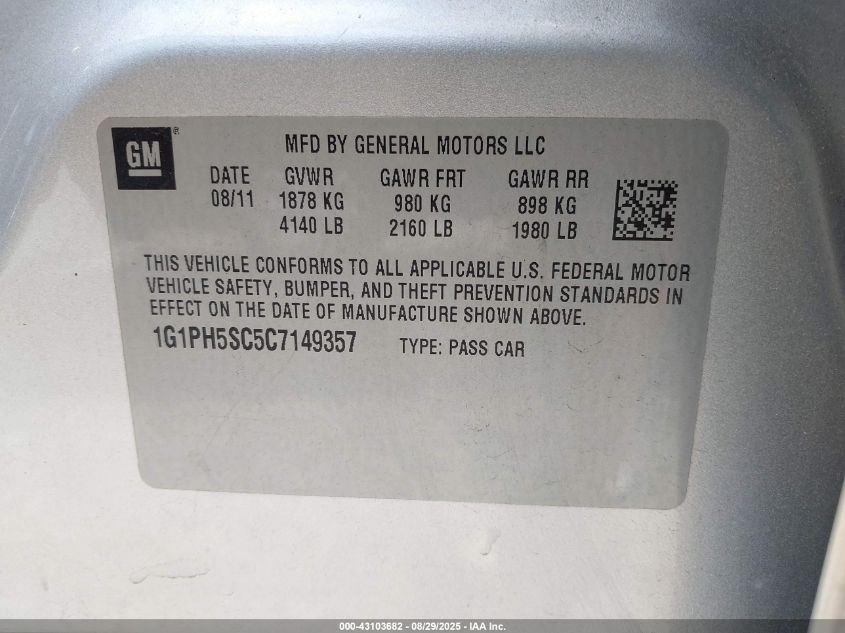 GM ®
MFD BY GENERAL MOTORS LLC
DATE GVWR GAWR FRT GAWR RR
08/11 1878 KG 980 KG 898 KG
4140 LB 2160 LB 1980 LB
THIS VEHICLE CONFORMS TO ALL APPLICABLE U.S. FEDERAL MOTOR
VEHICLE SAFETY, BUMPER, AND THEFT PREVENTION STANDARDS IN
EFFECT ON THE DATE OF MANUFACTURE SHOWN ABOVE.
1G1PH5SC5C7149357 TYPE: PASS CAR
000-43103682 - 08/29/2025 - IAA Inc.